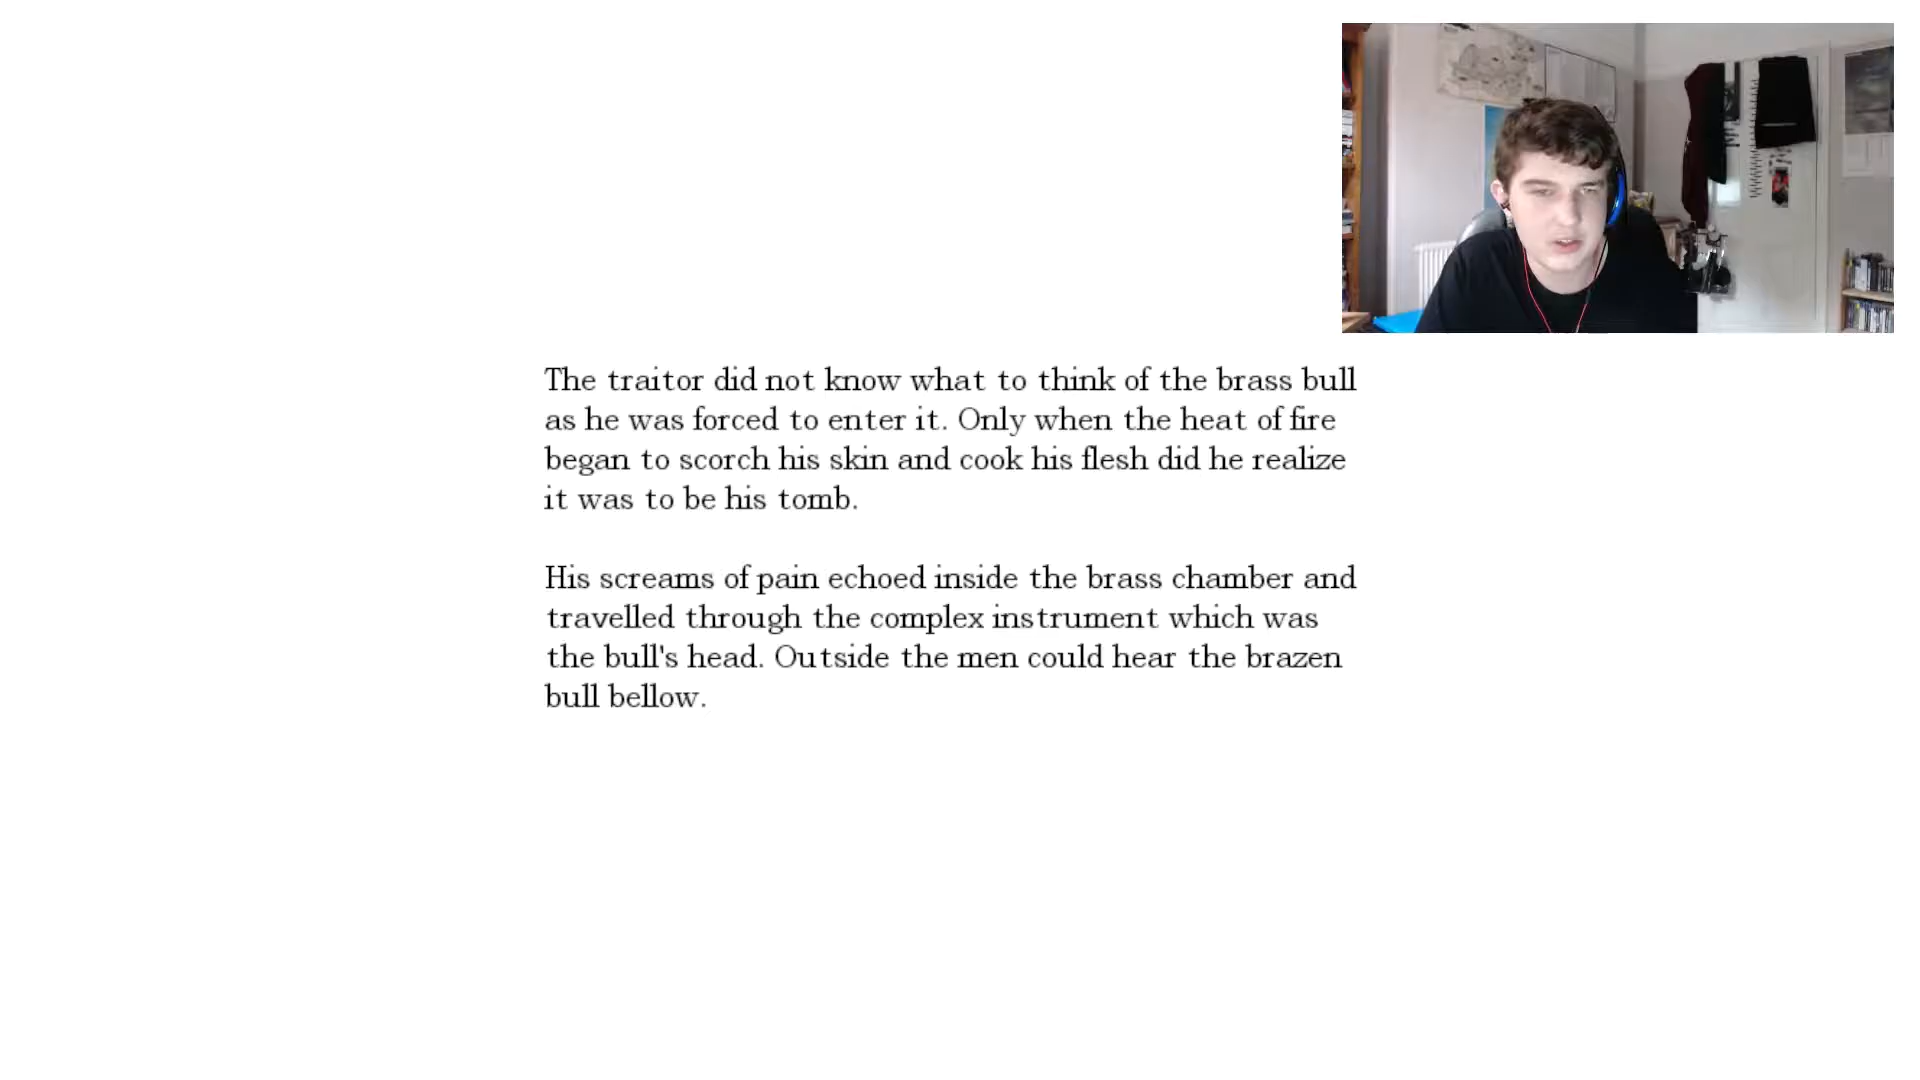 The traitor did not know what to think of the brass bull
as he was forced to enter it. Only when the heat of fire
began to scorch his skin and cook his flesh did he realize
it was to be his tomb.
His screams of pain echoed inside the brass chamber and
travelled through the complex instrument which was
the bull's head. Outside the men could hear the brazen
bull bellow.